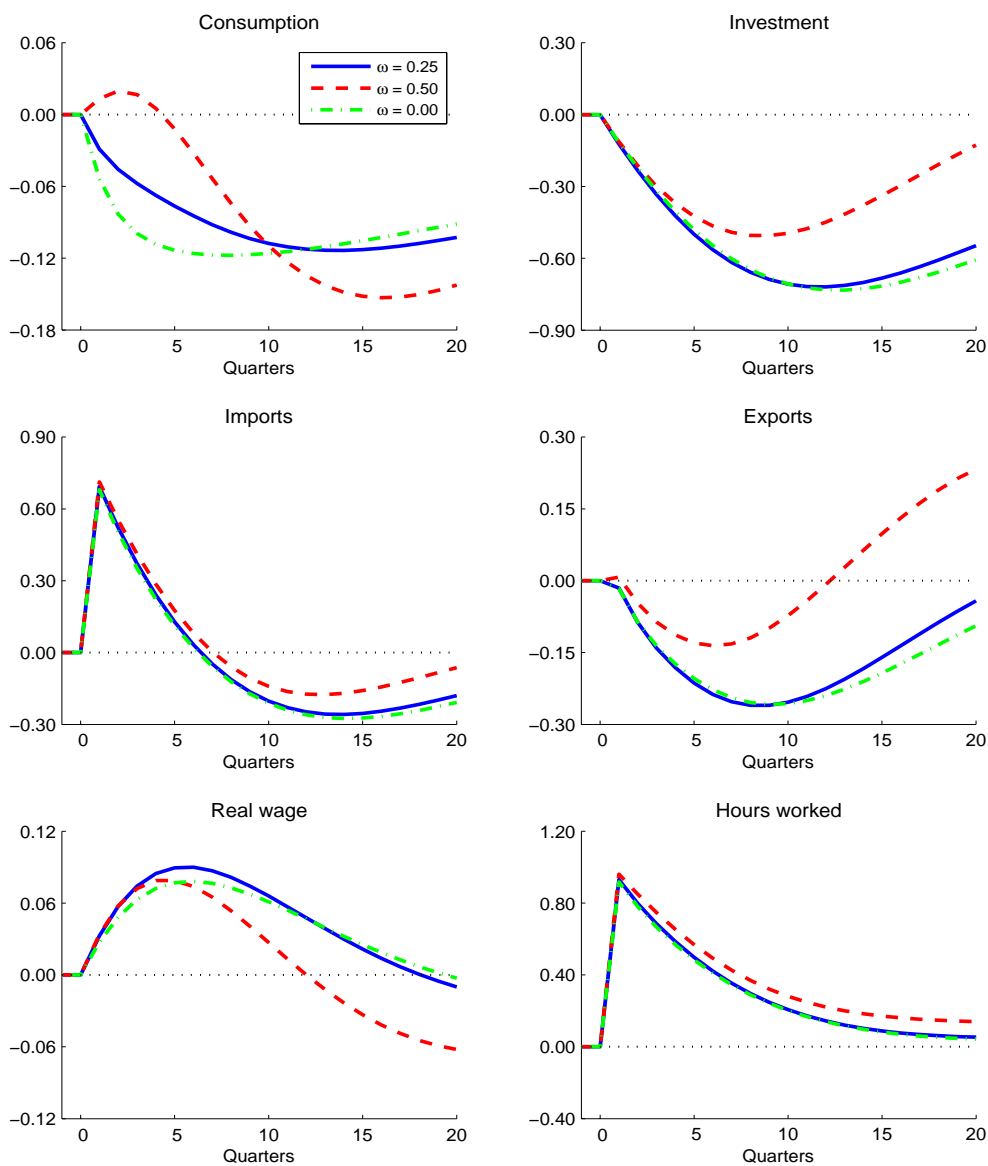 Consumption
0.06
0.00
−0.06
−0.12
−0.18
0 5 10 15 20
Quarters
ω = 0.25
ω = 0.50
ω = 0.00
Investment
0.30
0.00
−0.30
−0.60
−0.90
0 5 10 15 20
Quarters
Imports
0.90
0.60
0.30
0.00
−0.30
0 5 10 15 20
Quarters
Exports
0.30
0.15
0.00
−0.15
−0.30
0 5 10 15 20
Quarters
Real wage
0.12
0.06
0.00
−0.06
−0.12
0 5 10 15 20
Quarters
Hours worked
1.20
0.80
0.40
0.00
−0.40
0 5 10 15 20
Quarters